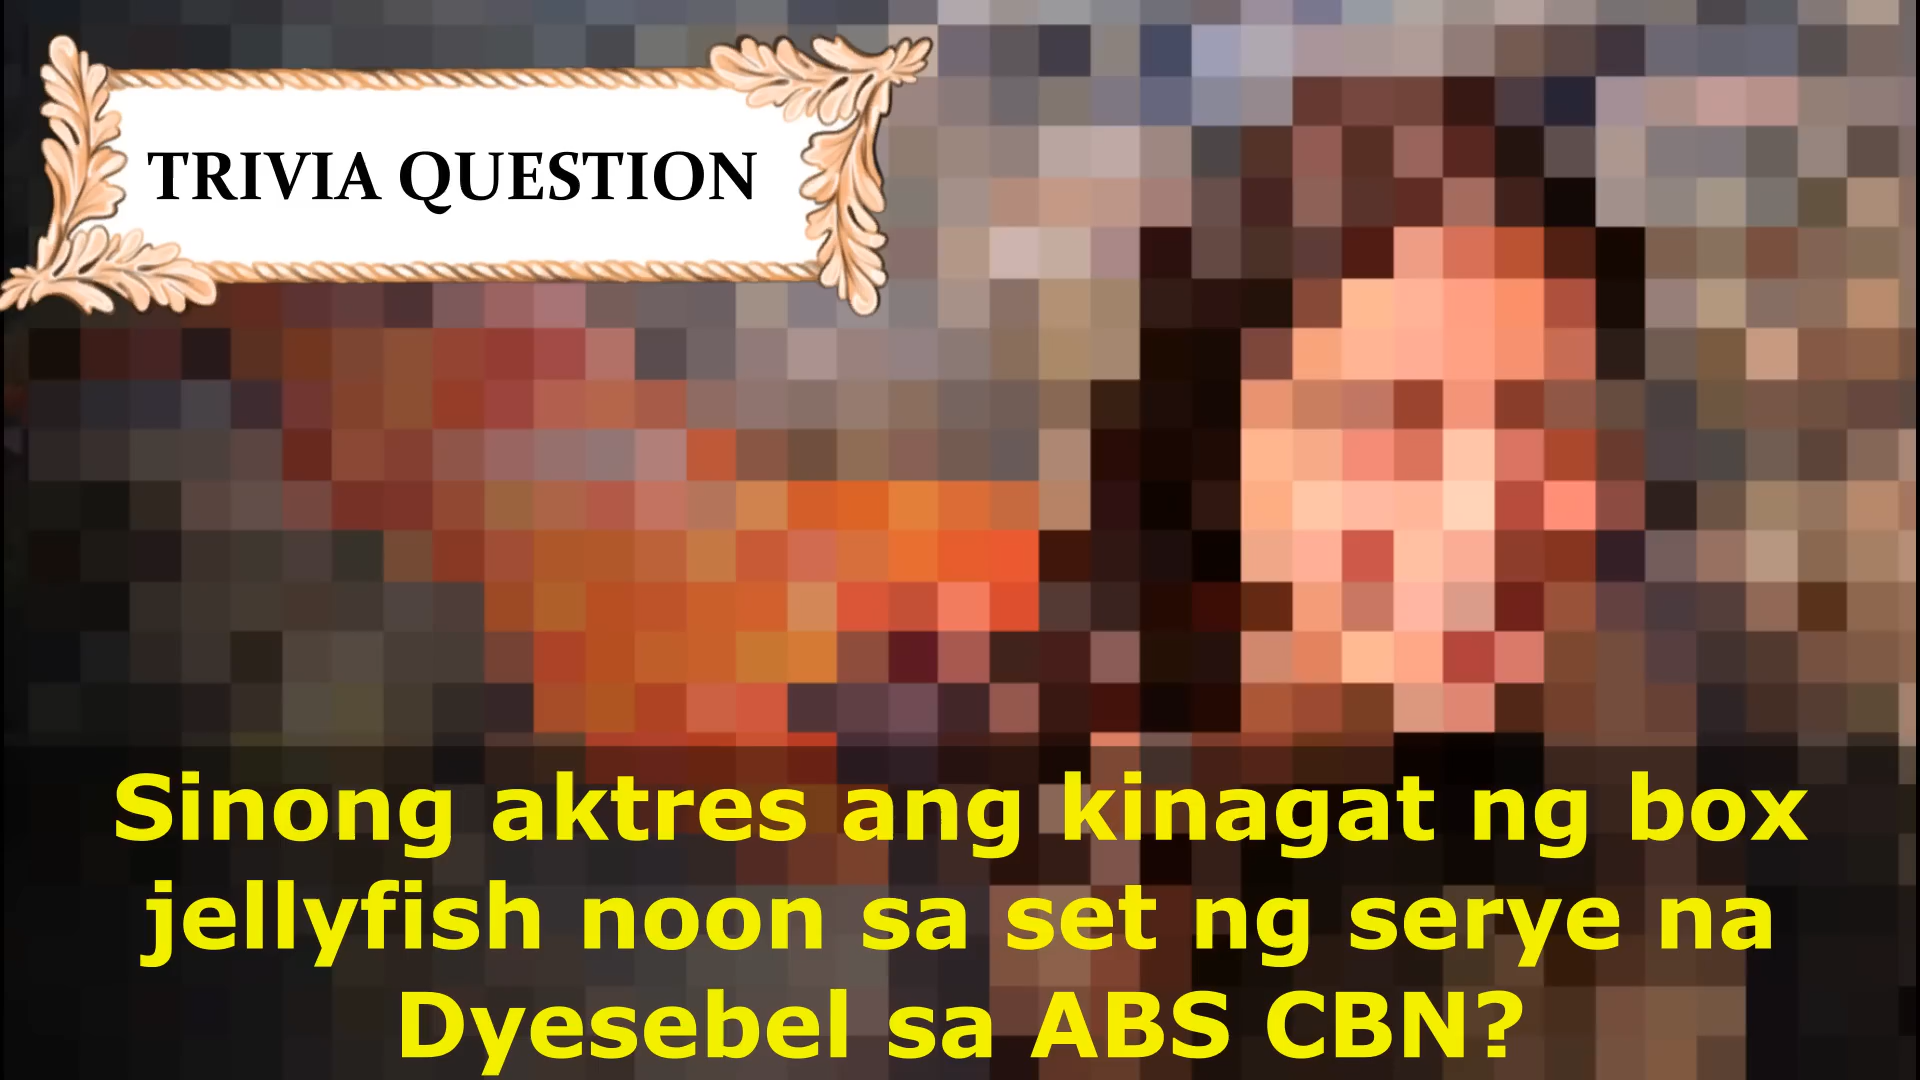 TRIVIA QUESTION
Sinong aktres ang kinagat ng box
jellyfish noon sa set ng serye na
Dyesebel sa ABS CBN?